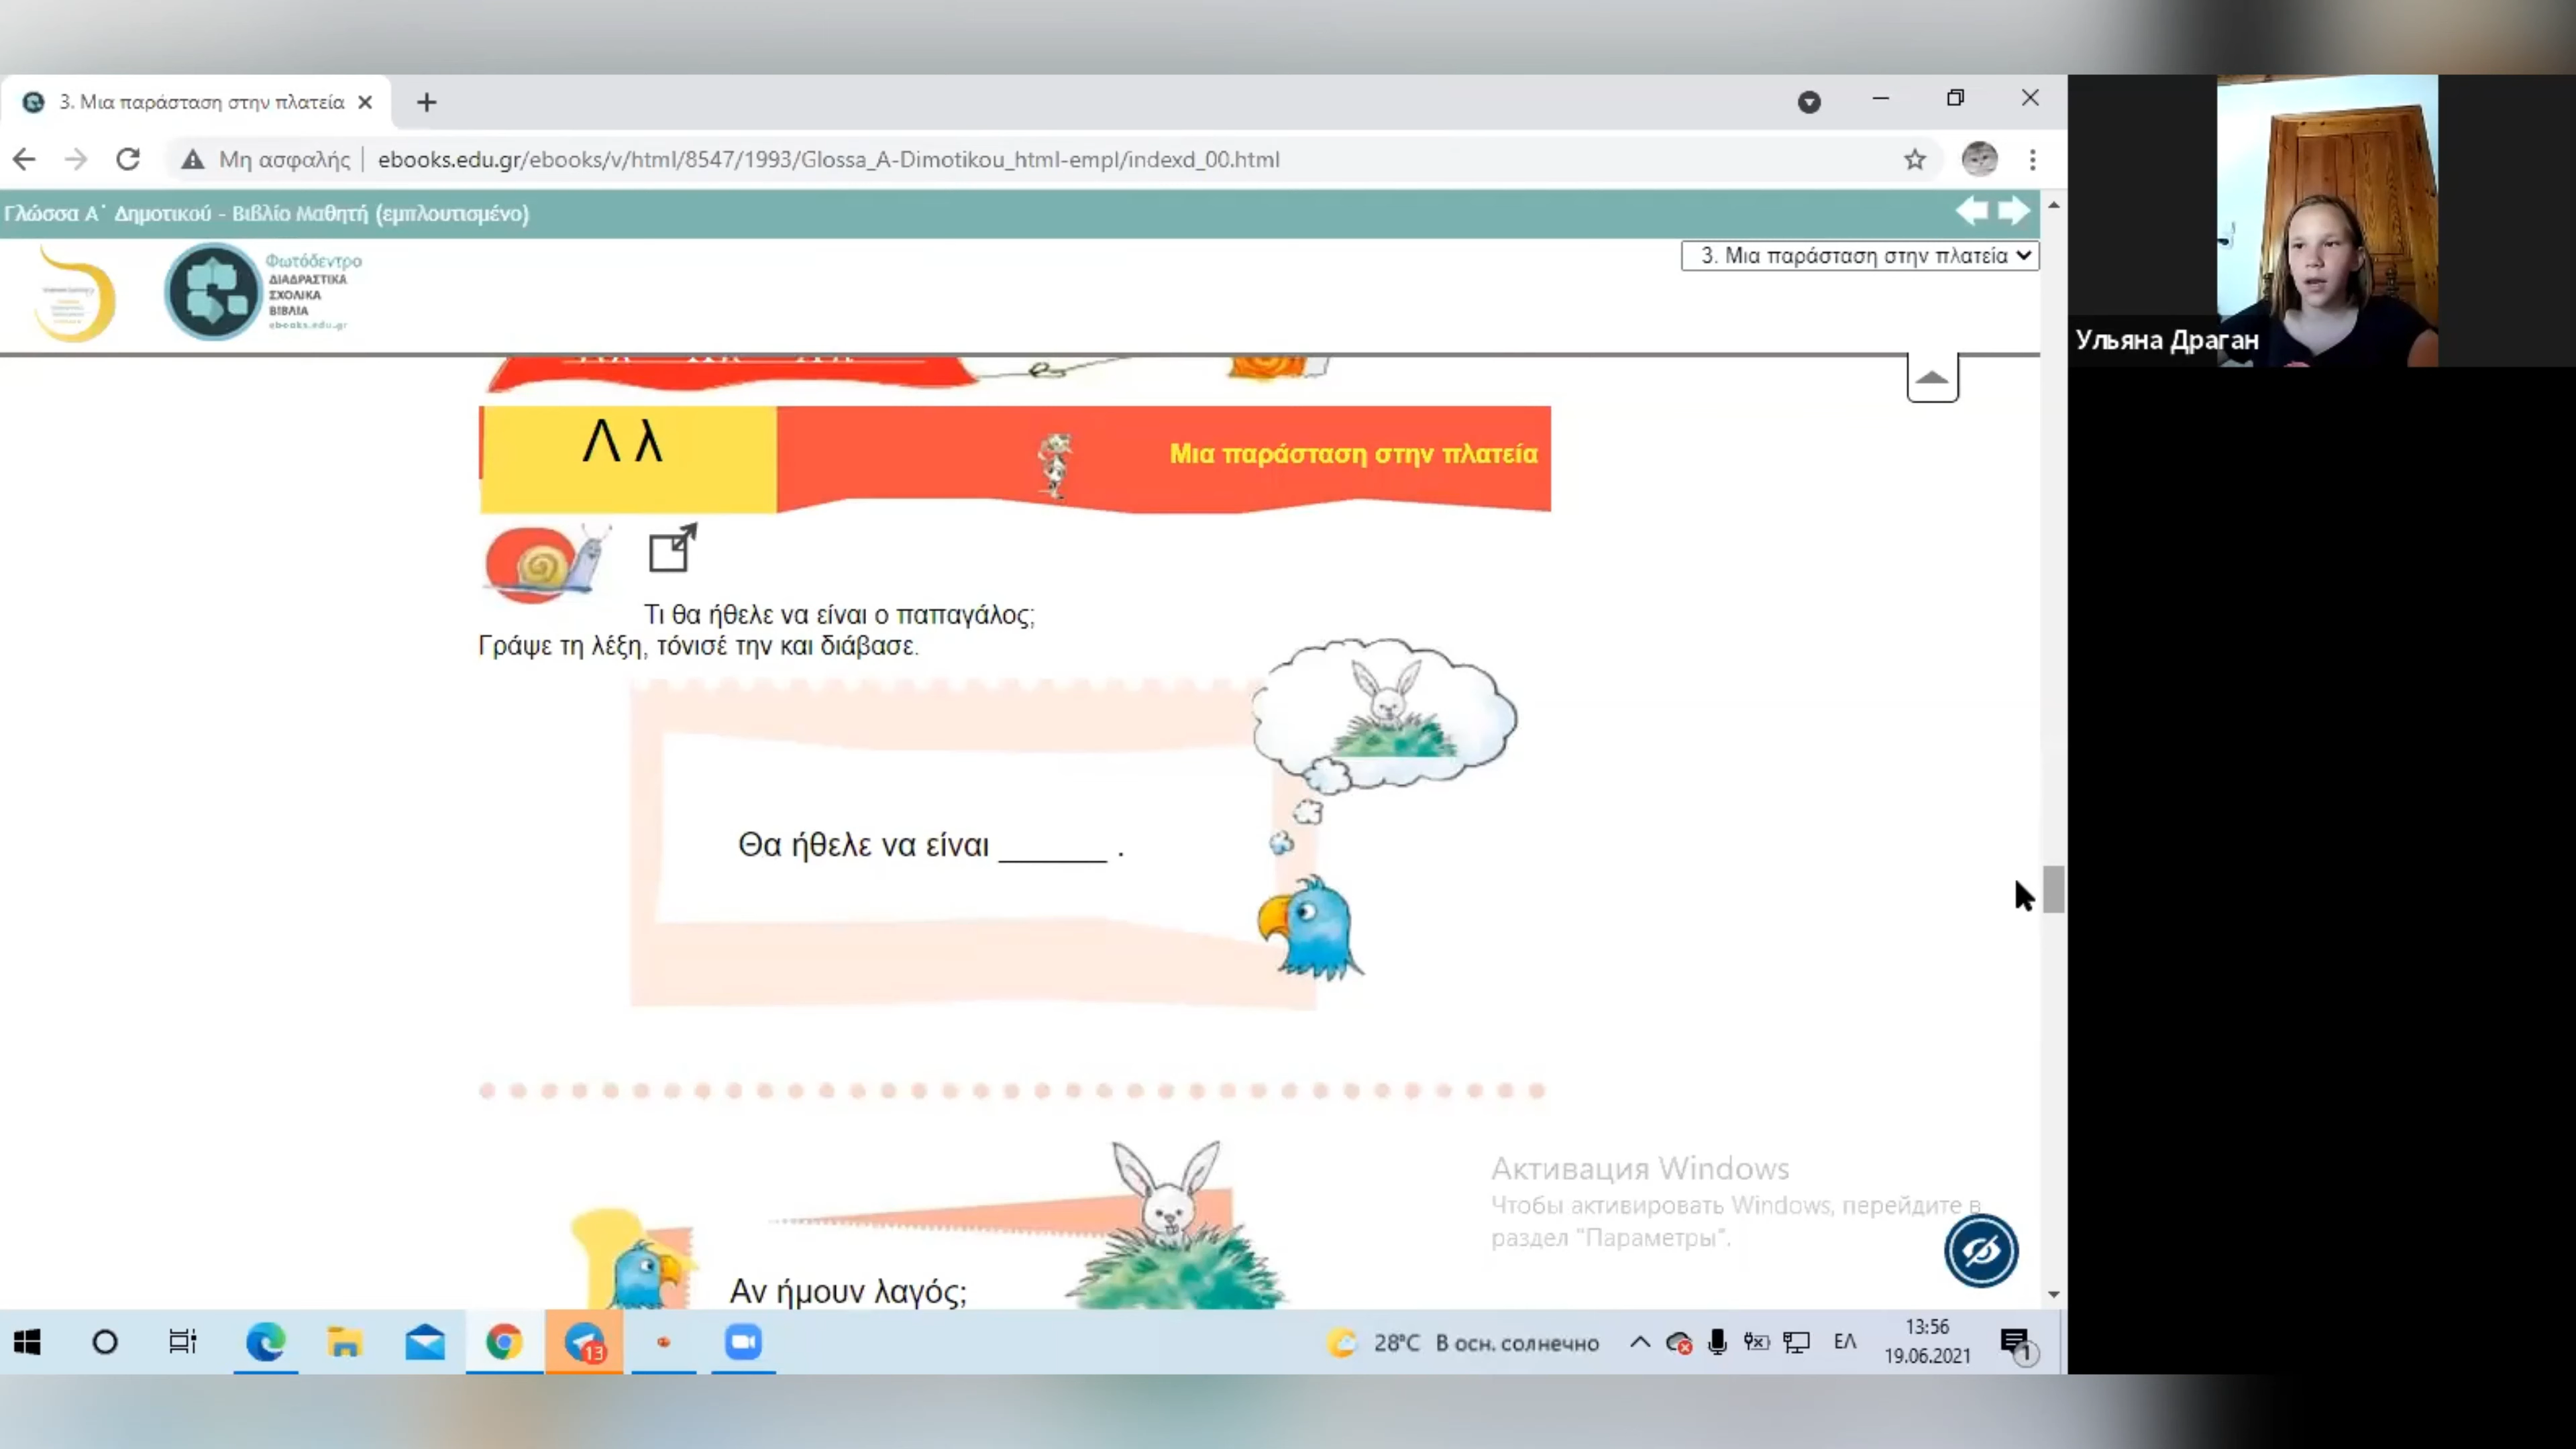 3. Μια παράσταση στην πλατεία
Μη ασφαλής
ebooks.edu.gr/ebooks/v/html/8547/1993/Glossa_A-Dimotikou_html-empl/indexd_00.html
Γλώσσα Α΄ Δημοτικού - Βιβλίο Μαθητή (εμπλουτισμένο)
Φωτόδεντρο
ΔΙΑΔΡΑΣΤΙΚΑ
ΣΧΟΛΙΚΑ
ΒΙΒΛΙΑ
ebooks.edu.gr
3. Μια παράσταση στην πλατεία
Ульяна Драган
Λ λ
Μια παράσταση στην πλατεία
Τι θα ήθελε να είναι ο παπαγάλος;
Γράψε τη λέξη, τόνισέ την και διάβασε.
Θα ήθελε να είναι ______ .
Αν ήμουν λαγός;
Активация Windows
Чтобы активировать Windows, перейдите в
раздел "Параметры".
13
28°C В осн. солнечно
ΕΛ
13:56
19.06.2021
1